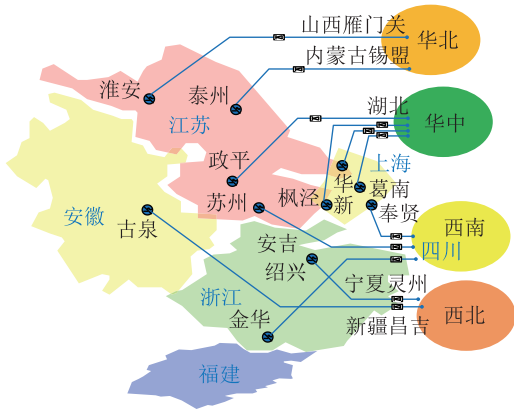 山西雁门关
华北
内蒙古锡盟
淮安
泰州
江苏
湖北
华中
政平
上海
华新
葛南
苏州
枫泾
奉贤
安徽
古泉
西南
四川
安吉
绍兴
宁夏灵州
浙江
金华
新疆昌吉
西北
福建